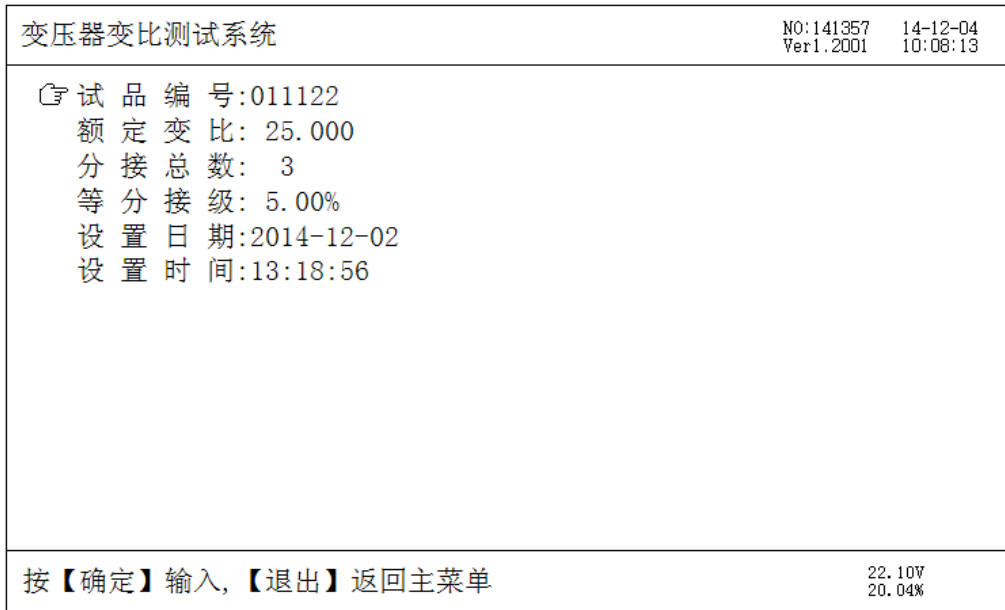 变压器变比测试系统
NO:141357 14-12-04
Ver1.2001 10:08:13
试 品 编 号:011122
额 定 变 比: 25.000
分 接 总 数: 3
等 分 接 级: 5.00%
设 置 日 期:2014-12-02
设 置 时 间:13:18:56
按【确定】输入,【退出】返回主菜单
22.10V
20.04%